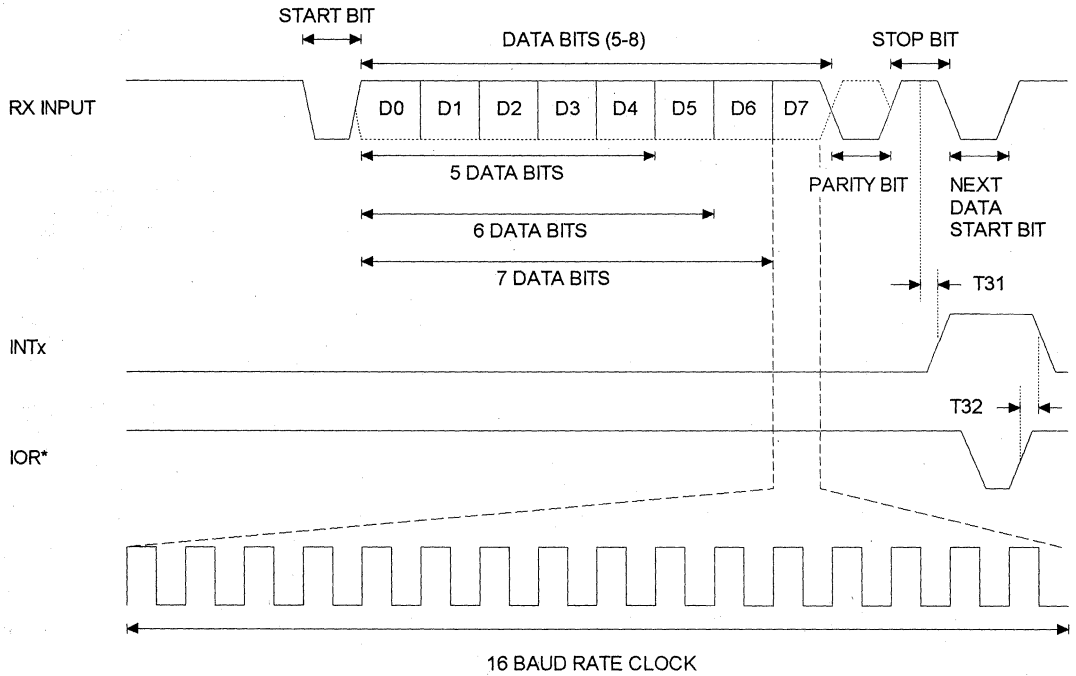 START BIT
DATA BITS (5-8)
STOP BIT
RX INPUT
D0 D1 D2 D3 D4 D5 D6 D7
5 DATA BITS
PARITY BIT
NEXT
DATA
START BIT
6 DATA BITS
7 DATA BITS
T31
INTx
T32
IOR*
16 BAUD RATE CLOCK